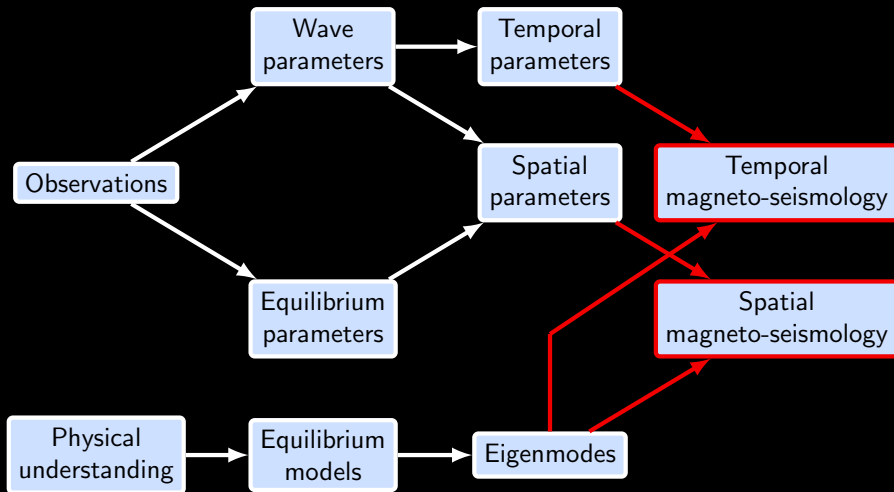 Wave
parameters
Temporal
parameters
Observations
Spatial
parameters
Temporal
magneto-seismology
Equilibrium
parameters
Spatial
magneto-seismology
Physical
understanding
Equilibrium
models
Eigenmodes